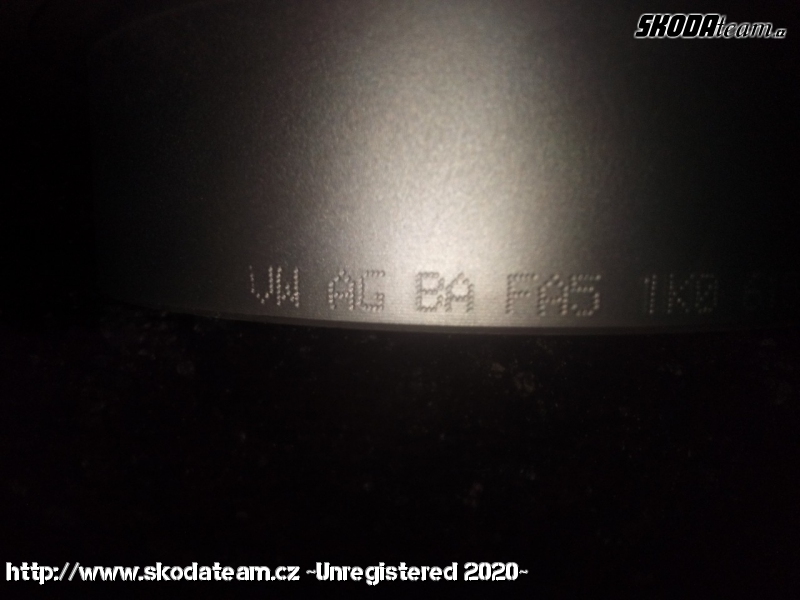 SKODAteam.cz
VW AG BA FA5 1K0
http://www.skodateam.cz ~Unregistered 2020~